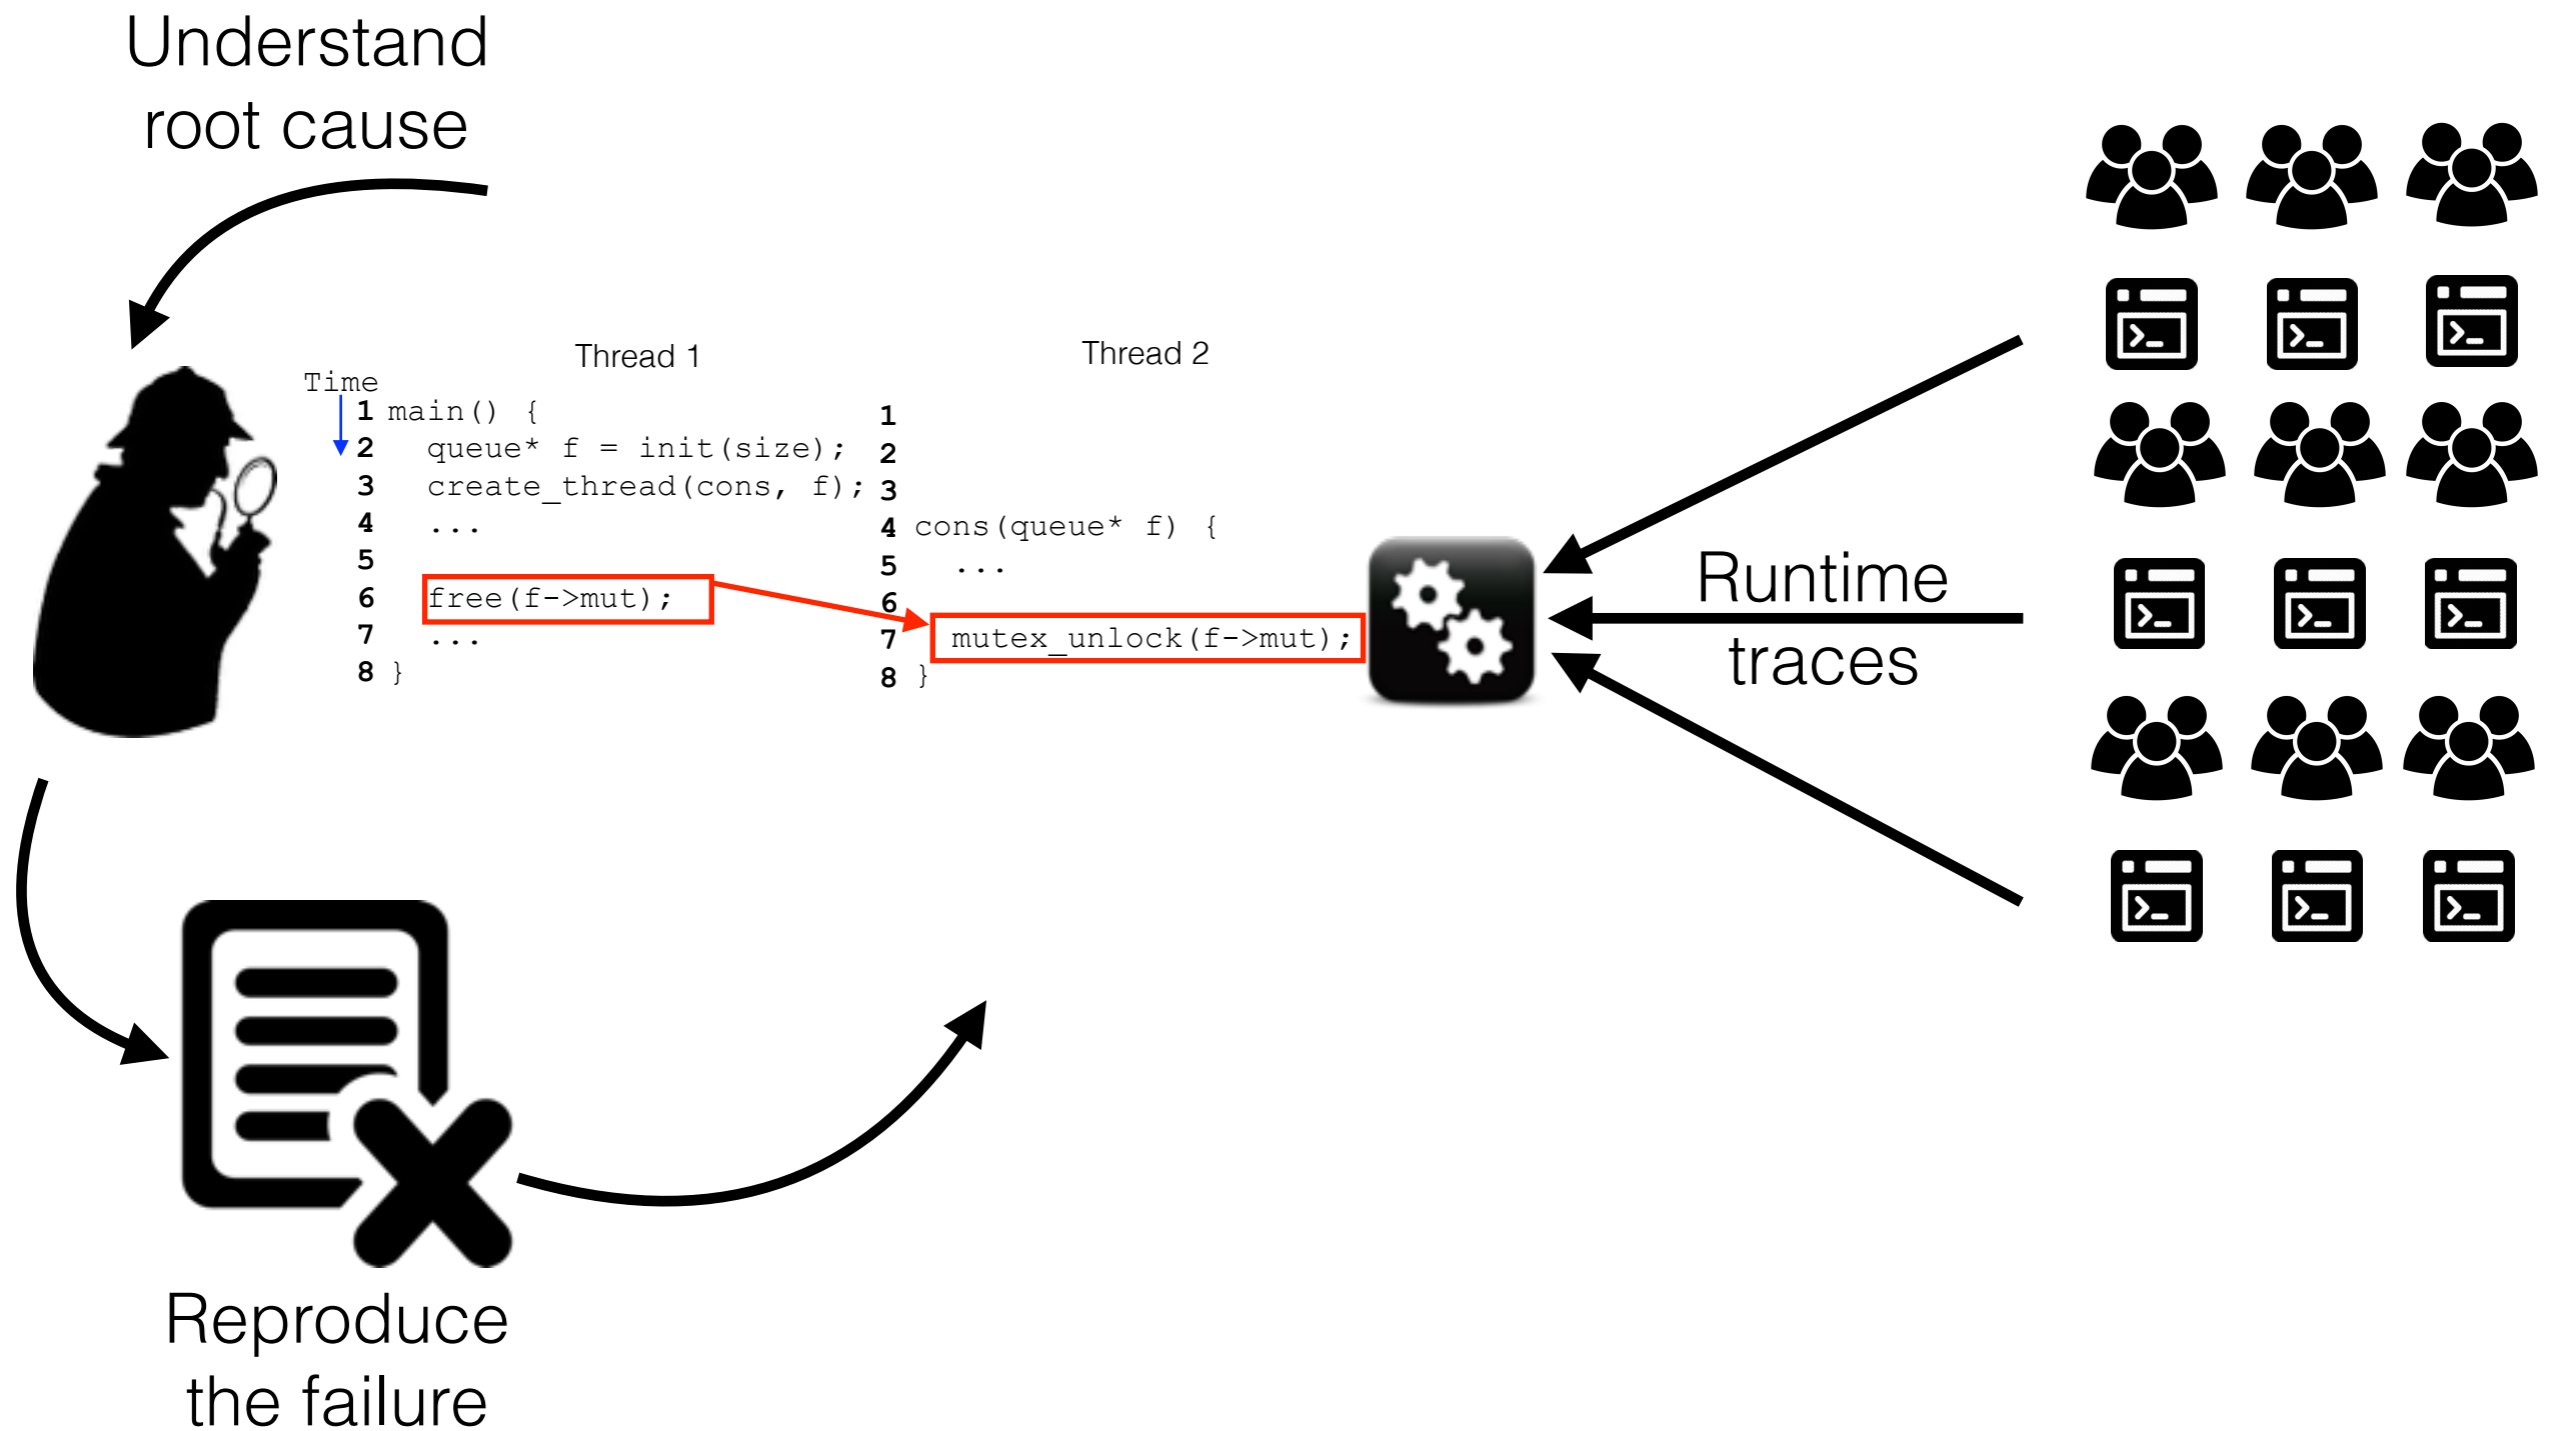 Understand
root cause
Thread 1
Time
1 main() {
2 queue* f = init(size);
3 create_thread(cons, f);
4 ...
5
6 free(f->mut);
7 ...
8 }
Thread 2
1
2
3
4 cons(queue* f) {
5 ...
6
7 mutex_unlock(f->mut);
8 }
Runtime
traces
Reproduce
the failure